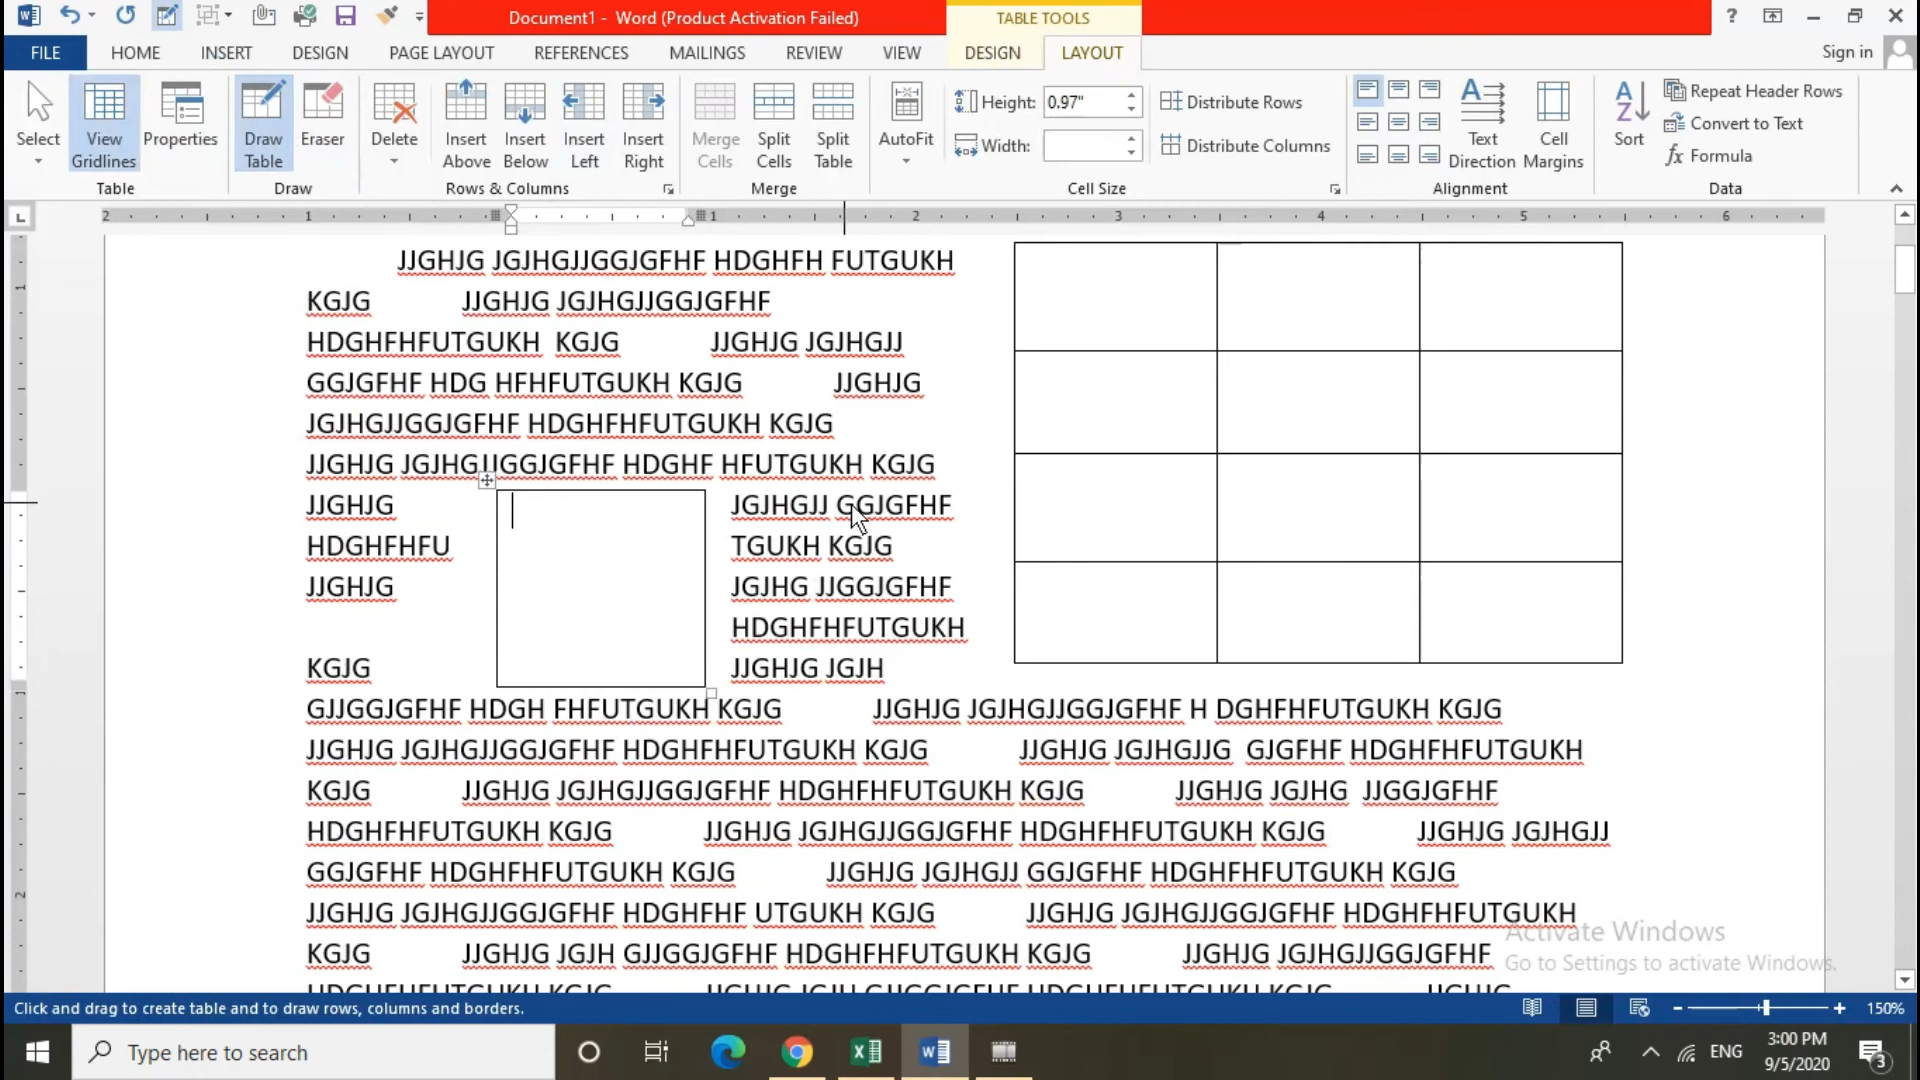 Document1 - Word (Product Activation Failed)
TABLE TOOLS
FILE HOME INSERT DESIGN PAGE LAYOUT REFERENCES MAILINGS REVIEW VIEW DESIGN LAYOUT Sign in
Select
View Gridlines
Properties
Draw Table
Eraser
Delete
Insert Above
Insert Below
Insert Left
Insert Right
Merge Cells
Split Cells
Split Table
AutoFit
Height: 0.97"
Width:
Distribute Rows
Distribute Columns
Text Direction
Cell Margins
Sort
Repeat Header Rows
Convert to Text
Formula
Table Draw Rows & Columns Merge Cell Size Alignment Data
2 1 1 2 3 4 5 6
JJGHJG JGJHGJJGGJGFHF HDGHFH FUTGUKH
KGJG JJGHJG JGJHGJJGGJGFHF
HDGHFHFUTGUKH KGJG JJGHJG JGJHGJJ
GGJGFHF HDG HFHFUTGUKH KGJG JJGHJG
JGJHGJJGGJGFHF HDGHFHFUTGUKH KGJG
JJGHJG JGJHGJJGGJGFHF HDGHF HFUTGUKH KGJG
JJGHJG JGJHGJJ GGJGFHF
HDGHFHFU TGUKH KGJG
JJGHJG JGJHG JJGGJGFHF
HDGHFHFUTGUKH
KGJG JJGHJG JGJH
GJJGGJGFHF HDGH FHFUTGUKH KGJG JJGHJG JGJHGJJGGJGFHF H DGHFHFUTGUKH KGJG
JJGHJG JGJHGJJGGJGFHF HDGHFHFUTGUKH KGJG JJGHJG JGJHGJJG GJGFHF HDGHFHFUTGUKH
KGJG JJGHJG JGJHGJJGGJGFHF HDGHFHFUTGUKH KGJG JJGHJG JGJHG JJGGJGFHF
HDGHFHFUTGUKH KGJG JJGHJG JGJHGJJGGJGFHF HDGHFHFUTGUKH KGJG JJGHJG JGJHGJJ
GGJGFHF HDGHFHFUTGUKH KGJG JJGHJG JGJHGJJ GGJGFHF HDGHFHFUTGUKH KGJG
JJGHJG JGJHGJJGGJGFHF HDGHFHF UTGUKH KGJG JJGHJG JGJHGJJGGJGFHF HDGHFHFUTGUKH
KGJG JJGHJG JGJH GJJGGJGFHF HDGHFHFUTGUKH KGJG JJGHJG JGJHGJJGGJGFHF
Activate Windows
Go to Settings to activate Windows.
Click and drag to create table and to draw rows, columns and borders.
150%
Type here to search
ENG
3:00 PM
9/5/2020
3